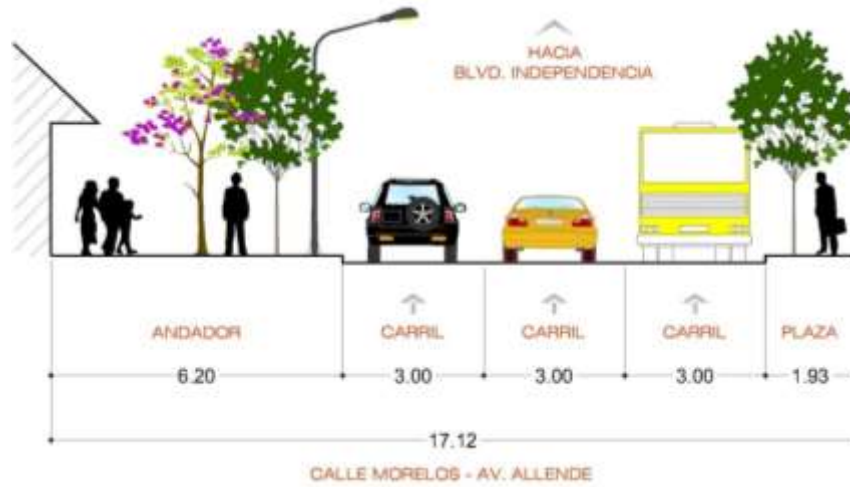 HACIA
BLVD. INDEPENDENCIA
ANDADOR
CARRIL
CARRIL
CARRIL
PLAZA
6.20
3.00
3.00
3.00
1.93
17.12
CALLE MORELOS - AV. ALLENDE